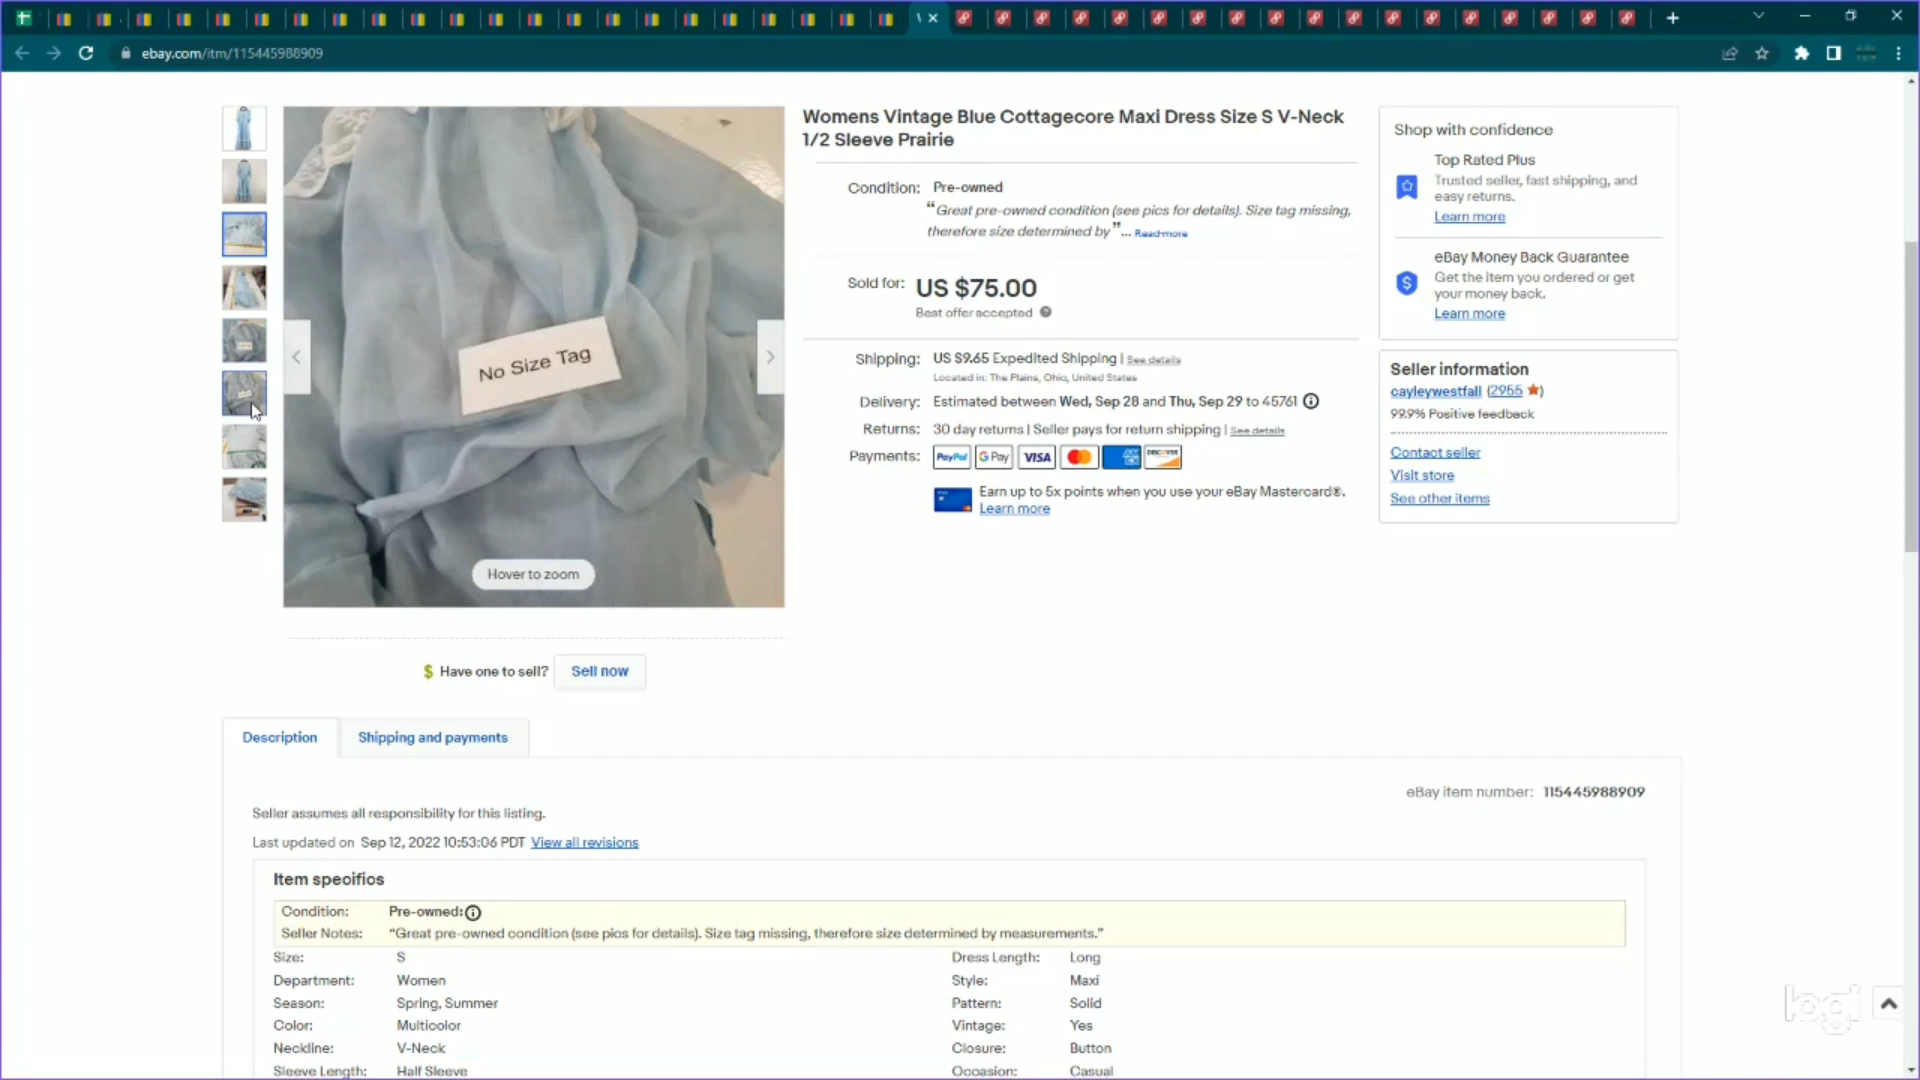 ebay.com/itm/115445988909
Womens Vintage Blue Cottagecore Maxi Dress Size S V-Neck
1/2 Sleeve Prairie
Condition: Pre-owned
“Great pre-owned condition (see pics for details). Size tag missing,
therefore size determined by”... Read more
Sold for: US $75.00
Best offer accepted
Shipping: US $9.65 Expedited Shipping | See details
Located in: The Plains, Ohio, United States
Delivery: Estimated between Wed, Sep 28 and Thu, Sep 29 to 45761
Returns: 30 day returns | Seller pays for return shipping | See details
Payments: PayPal G Pay VISA DISCOVER
Earn up to 5x points when you use your eBay Mastercard®.
Learn more
Shop with confidence
Top Rated Plus
Trusted seller, fast shipping, and
easy returns.
Learn more
eBay Money Back Guarantee
Get the item you ordered or get
your money back.
Learn more
Seller information
cayleywestfall (2955)
99.9% Positive feedback
Contact seller
Visit store
See other items
No Size Tag
Hover to zoom
Have one to sell? Sell now
Description
Shipping and payments
eBay item number: 115445988909
Seller assumes all responsibility for this listing.
Last updated on Sep 12, 2022 10:53:06 PDT View all revisions
Item specifics
Condition: Pre-owned:
Seller Notes: “Great pre-owned condition (see pics for details). Size tag missing, therefore size determined by measurements.”
Size: S Dress Length: Long
Department: Women Style: Maxi
Season: Spring, Summer Pattern: Solid
Color: Multicolor Vintage: Yes
Neckline: V-Neck Closure: Button
Sleeve Length: Half Sleeve Occasion: Casual
logi